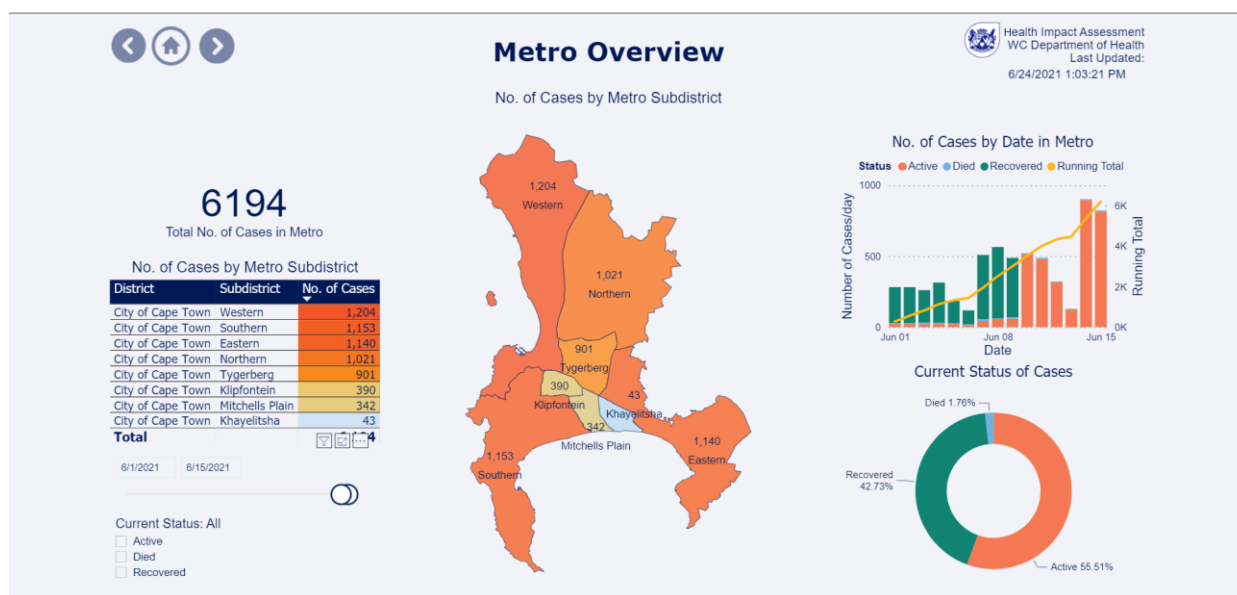 Metro Overview
Health Impact Assessment
WC Department of Health
Last Updated:
6/24/2021 1:03:21 PM
No. of Cases by Metro Subdistrict
6194
Total No. of Cases in Metro
No. of Cases by Metro Subdistrict
District Subdistrict No. of Cases
City of Cape Town Western 1,204
City of Cape Town Southern 1,153
City of Cape Town Eastern 1,140
City of Cape Town Northern 1,021
City of Cape Town Tygerberg 901
City of Cape Town Klipfontein 390
City of Cape Town Mitchells Plain 342
City of Cape Town Khayelitsha 43
Total
6/1/2021 6/15/2021
Current Status: All
Active
Died
Recovered
1,204
Western
1,021
Northern
901
Tygerberg
390
Klipfontein
43
Khayelitsha
342
Mitchells Plain
1,140
Eastern
1,153
Southern
No. of Cases by Date in Metro
Status Active Died Recovered Running Total
Number of Cases/day
1000
500
0
6K
4K
2K
0K
Running Total
Jun 01 Jun 08 Jun 15
Date
Current Status of Cases
Died 1.76%
Recovered
42.73%
Active 55.51%